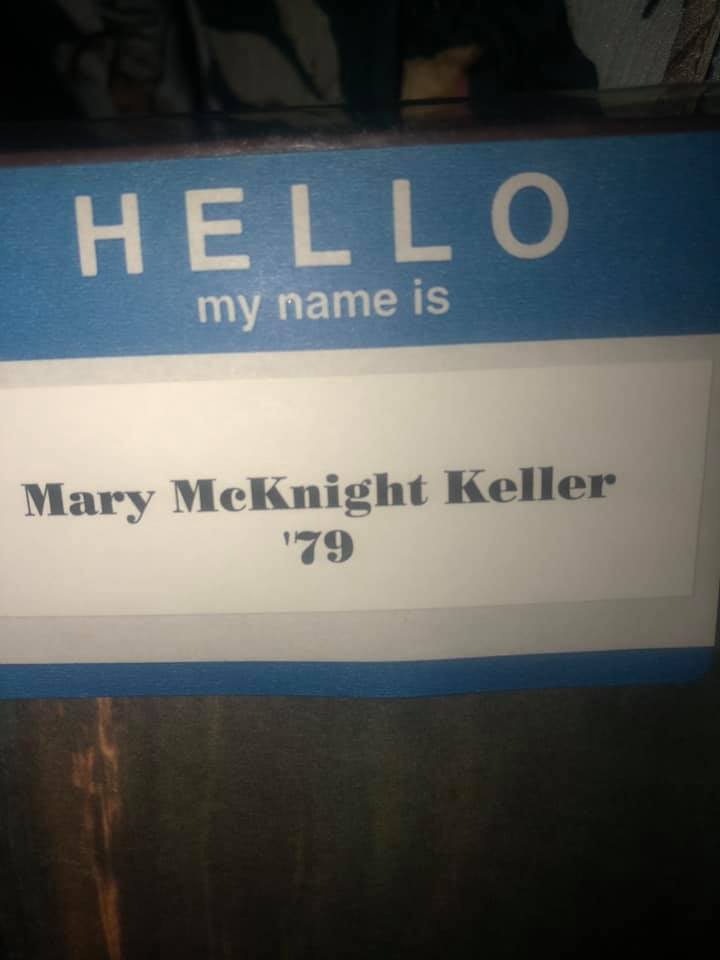 HELLO
my name is
Mary McKnight Keller
'79